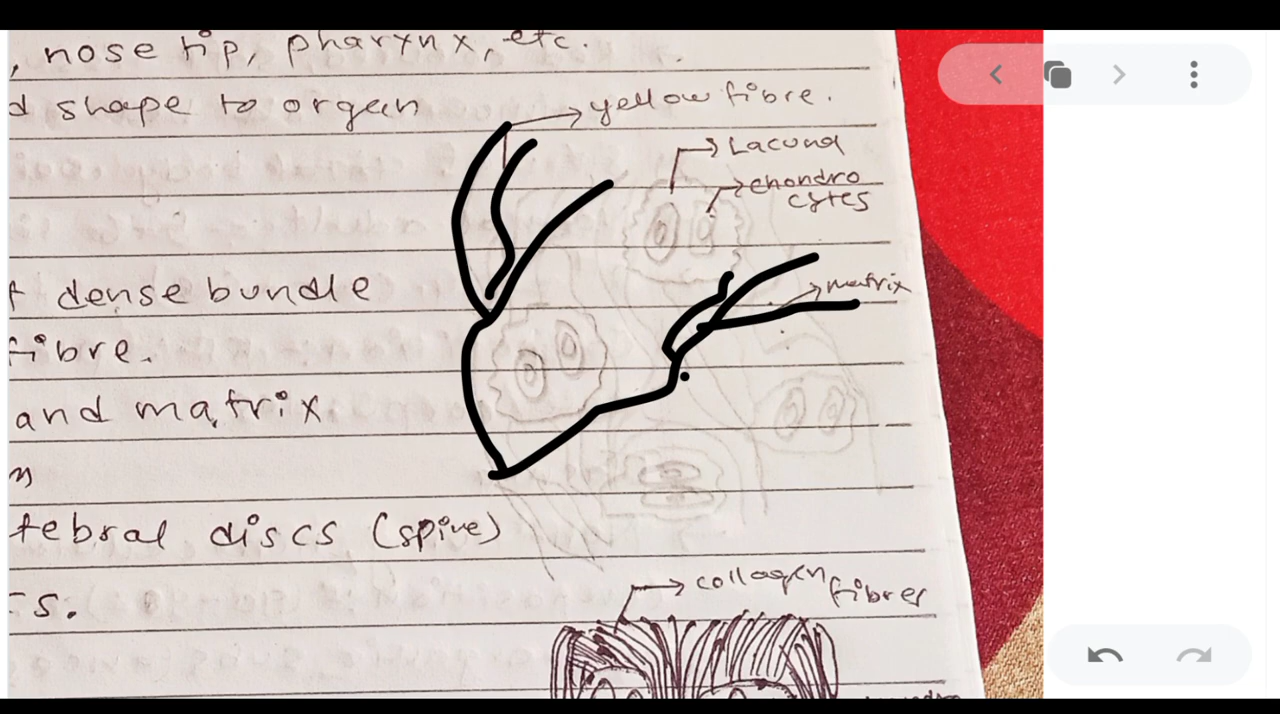 , nose tip, pharynx, etc.
d shape to organ
yellow fibre.
Lacuna
chondro
cytes
f dense bundle
matrix
fibre.
and matrix
tebral discs (spine)
collagen fibres